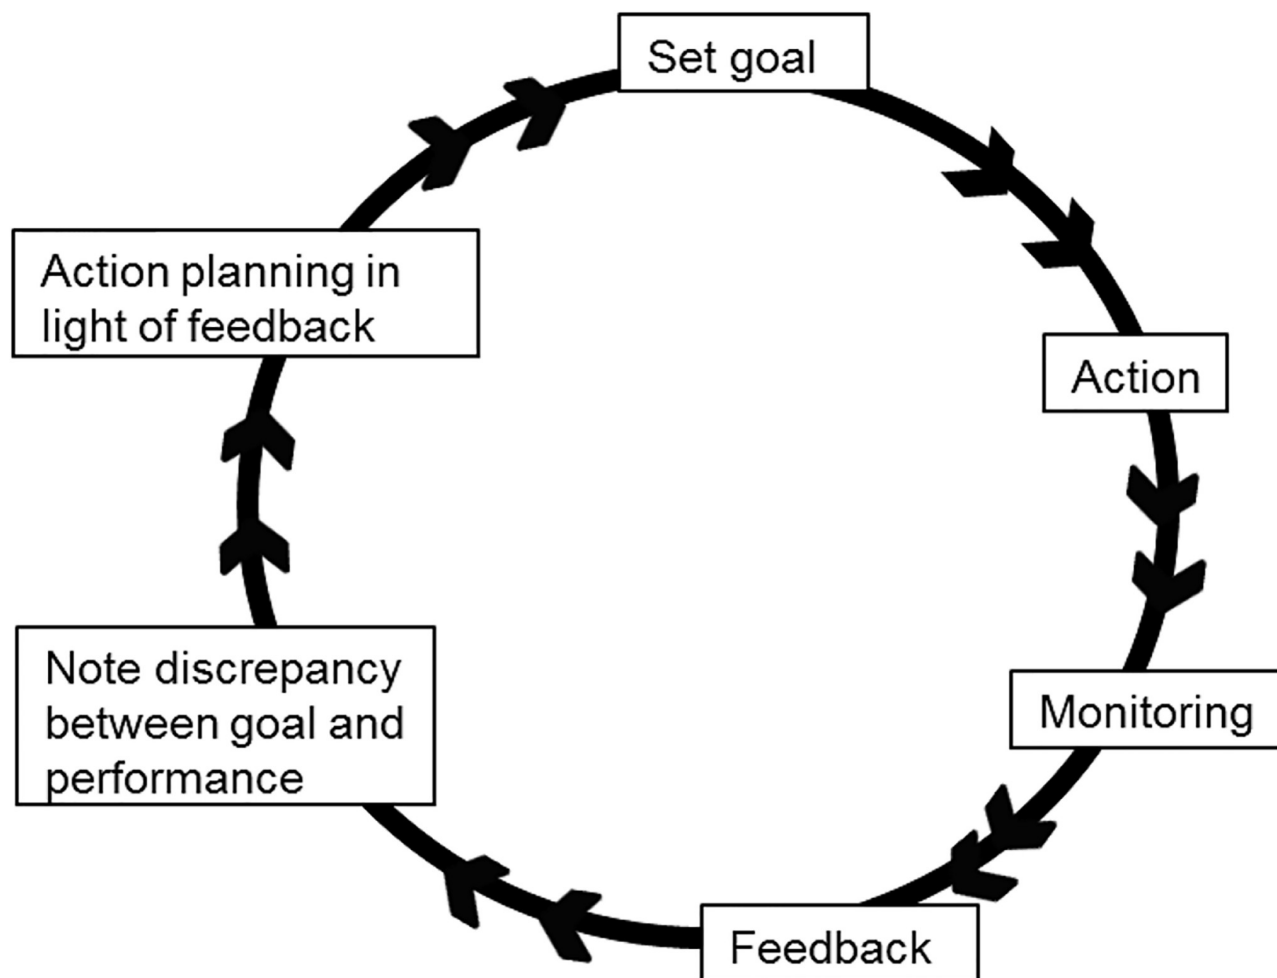 Set goal
Action
Monitoring
Feedback
Note discrepancy
between goal and
performance
Action planning in
light of feedback